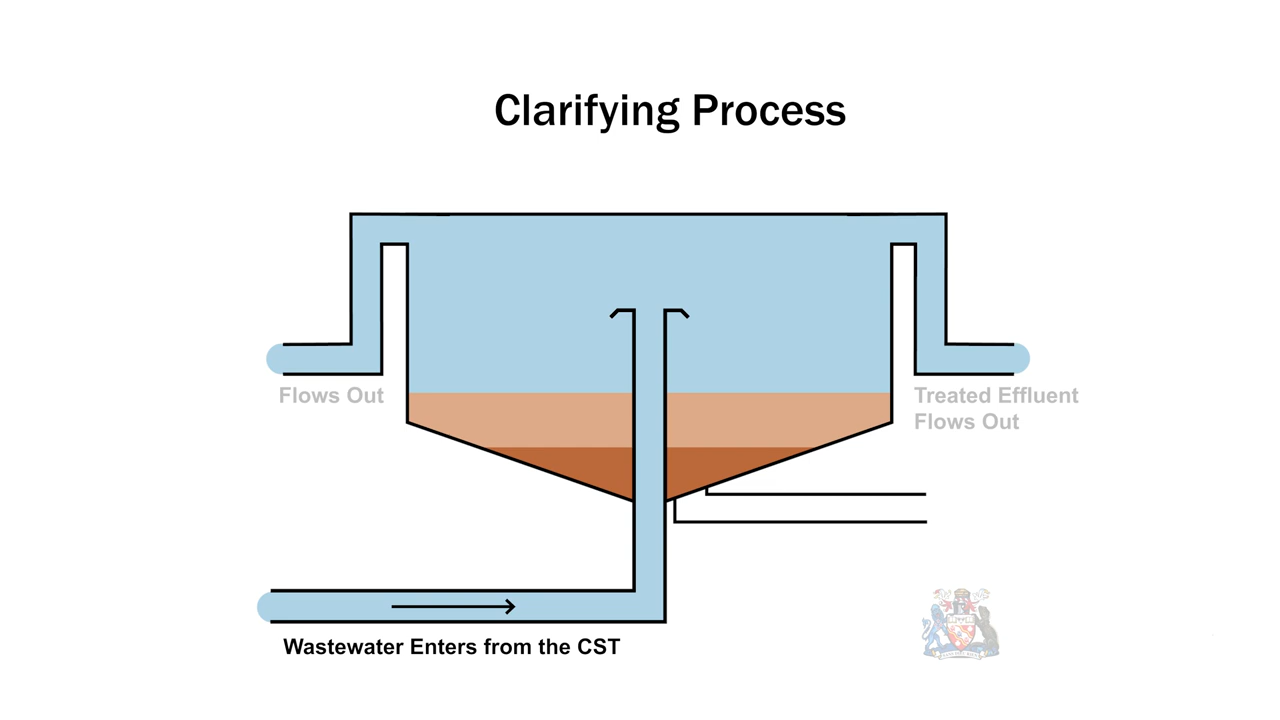 Clarifying Process
Flows Out
Treated Effluent
Flows Out
Wastewater Enters from the CST